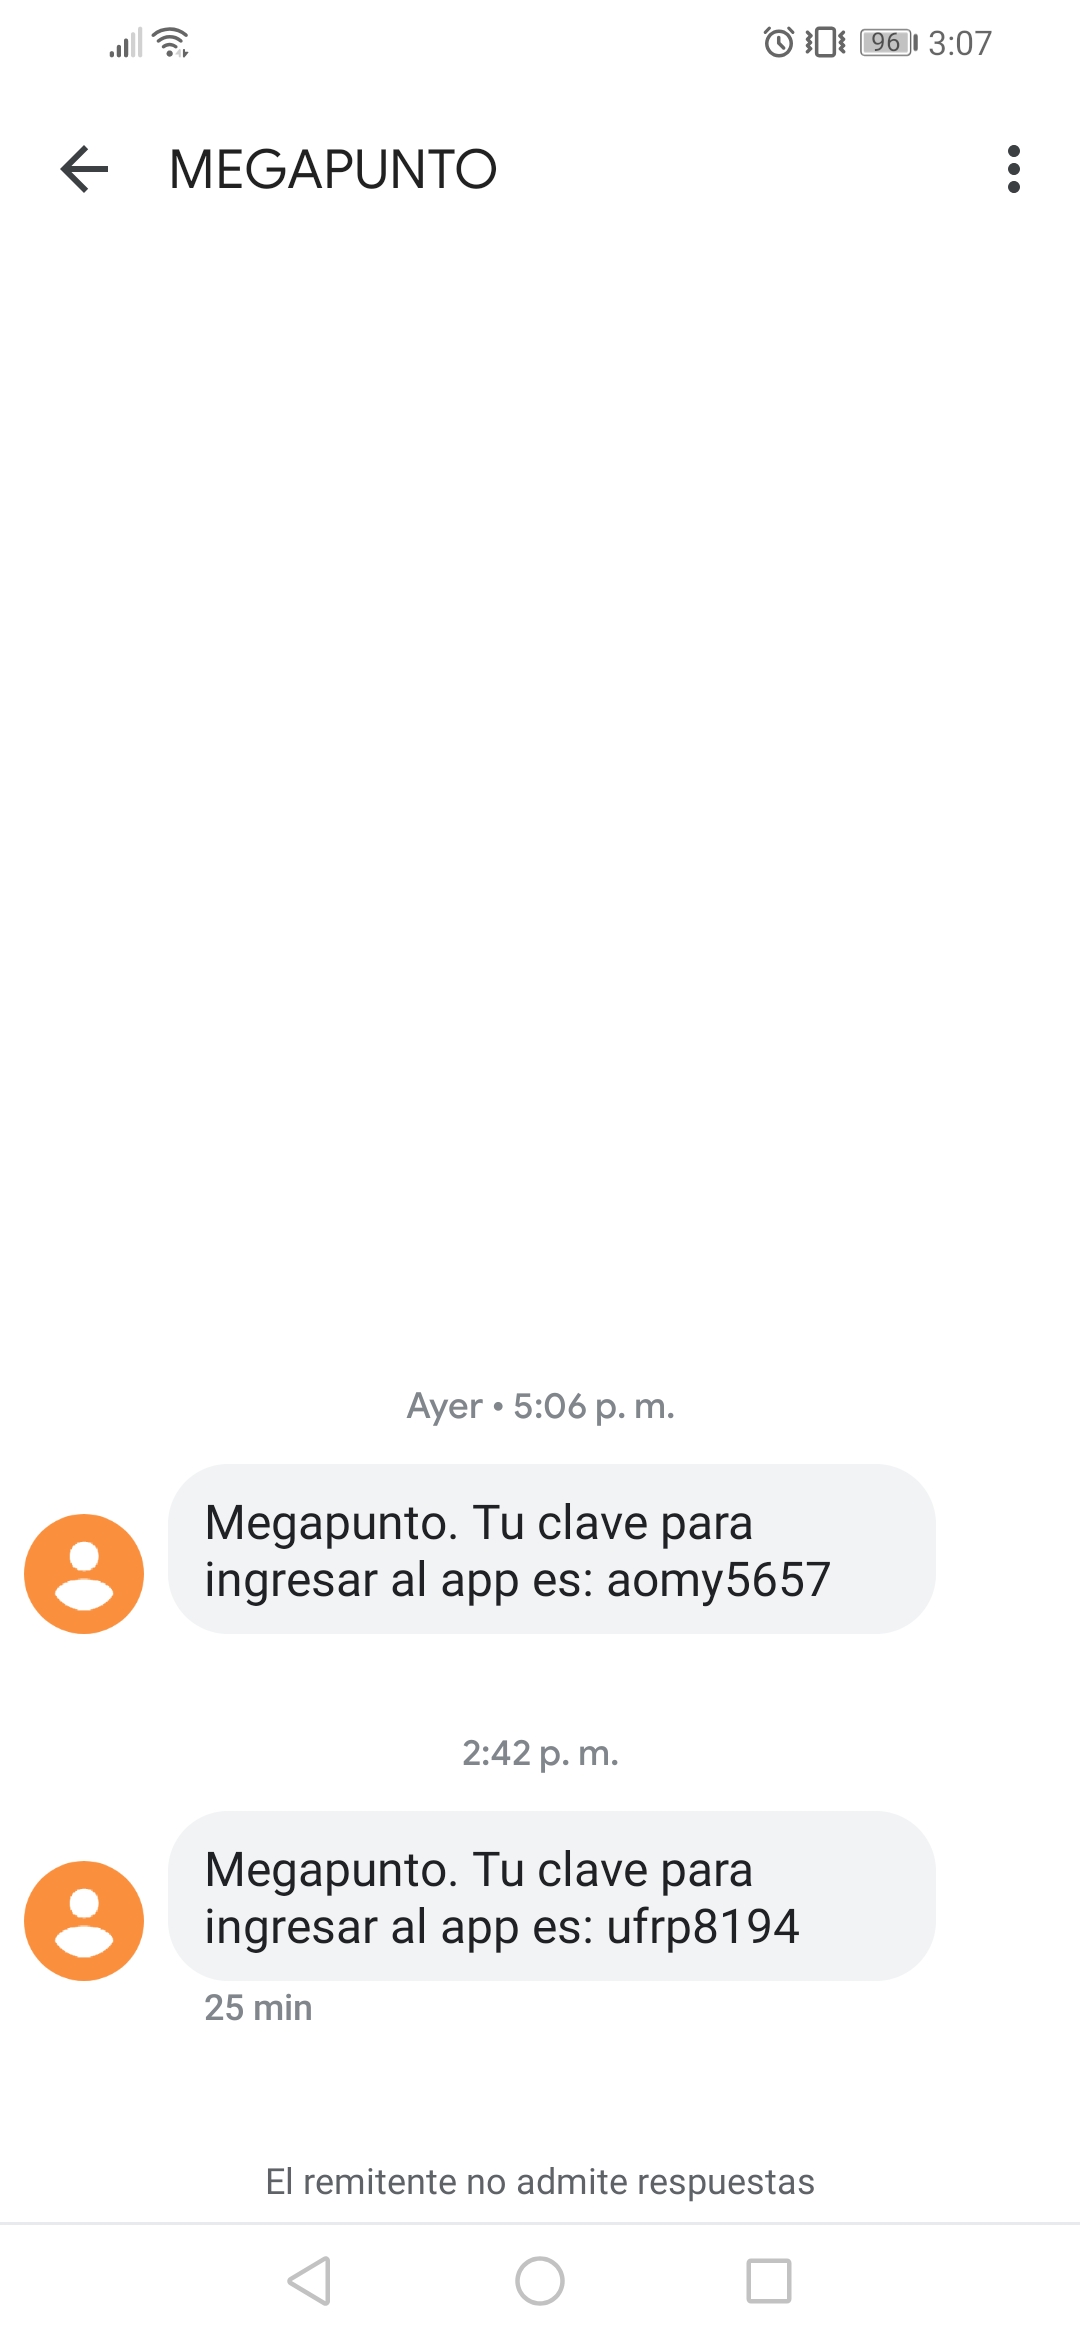 96 3:07
MEGAPUNTO
Ayer • 5:06 p. m.
Megapunto. Tu clave para
ingresar al app es: aomy5657
2:42 p. m.
Megapunto. Tu clave para
ingresar al app es: ufrp8194
25 min
El remitente no admite respuestas